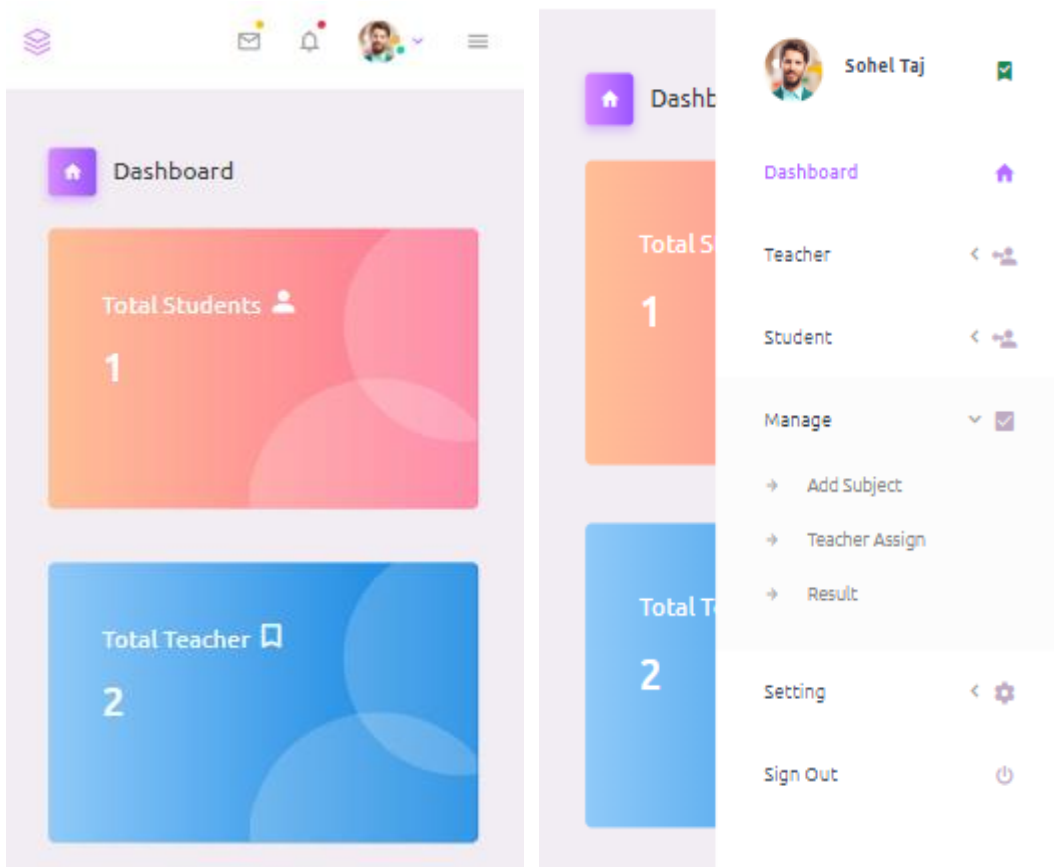 Dashboard
Total Students
1
Total Teacher
2
Dashb
Total S
1
Total T
2
Sohel Taj
Dashboard
Teacher
Student
Manage
Add Subject
Teacher Assign
Result
Setting
Sign Out